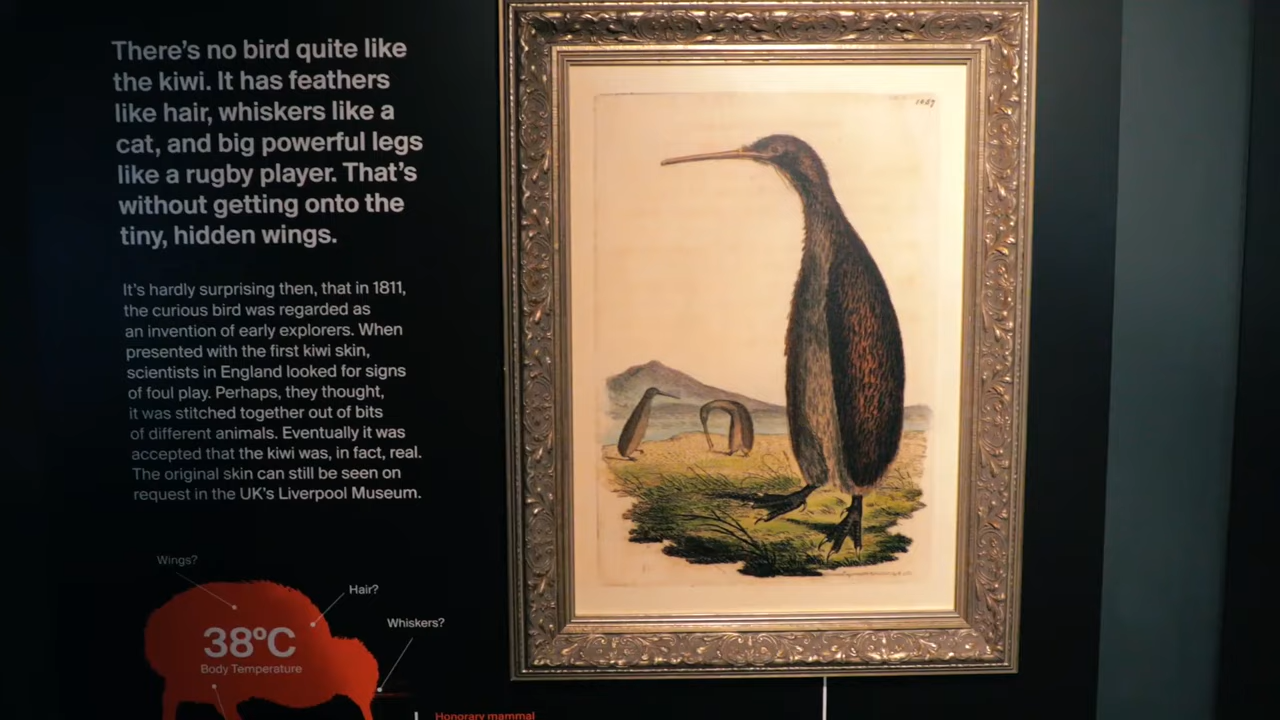 There's no bird quite like
the kiwi. It has feathers
like hair, whiskers like a
cat, and big powerful legs
like a rugby player. That's
without getting onto the
tiny, hidden wings.
It's hardly surprising then, that in 1811,
the curious bird was regarded as
an invention of early explorers. When
presented with the first kiwi skin,
scientists in England looked for signs
of foul play. Perhaps, they thought,
it was stitched together out of bits
of different animals. Eventually it was
accepted that the kiwi was, in fact, real.
The original skin can still be seen on
request in the UK's Liverpool Museum.
Wings?
Hair?
Whiskers?
38ºC
Body Temperature
Honorary mammal